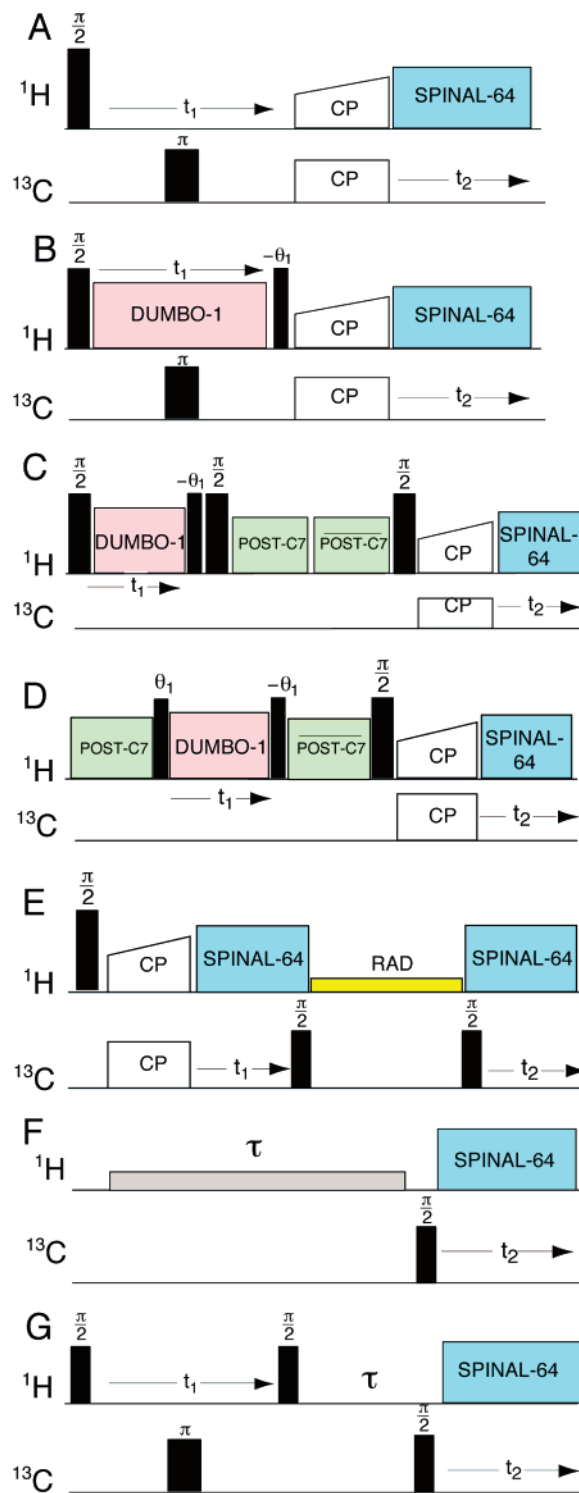 A
π/2
¹H
t₁
CP
SPINAL-64
π
¹³C
CP
t₂
B
π/2
t₁
-θ₁
¹H
DUMBO-1
CP
SPINAL-64
π
¹³C
CP
t₂
C
π/2
-θ₁
π/2
π/2
¹H
DUMBO-1
POST-C7
POST-C7
CP
SPINAL-
64
t₁
¹³C
CP
t₂
D
θ₁
-θ₁
π/2
¹H
POST-C7
DUMBO-1
POST-C7
CP
SPINAL-
64
t₁
¹³C
CP
t₂
E
π/2
¹H
CP
SPINAL-64
RAD
SPINAL-64
π/2
π/2
¹³C
CP
t₁
t₂
F
¹H
τ
SPINAL-64
π/2
¹³C
t₂
G
π/2
π/2
¹H
t₁
τ
SPINAL-64
π
π/2
¹³C
t₂